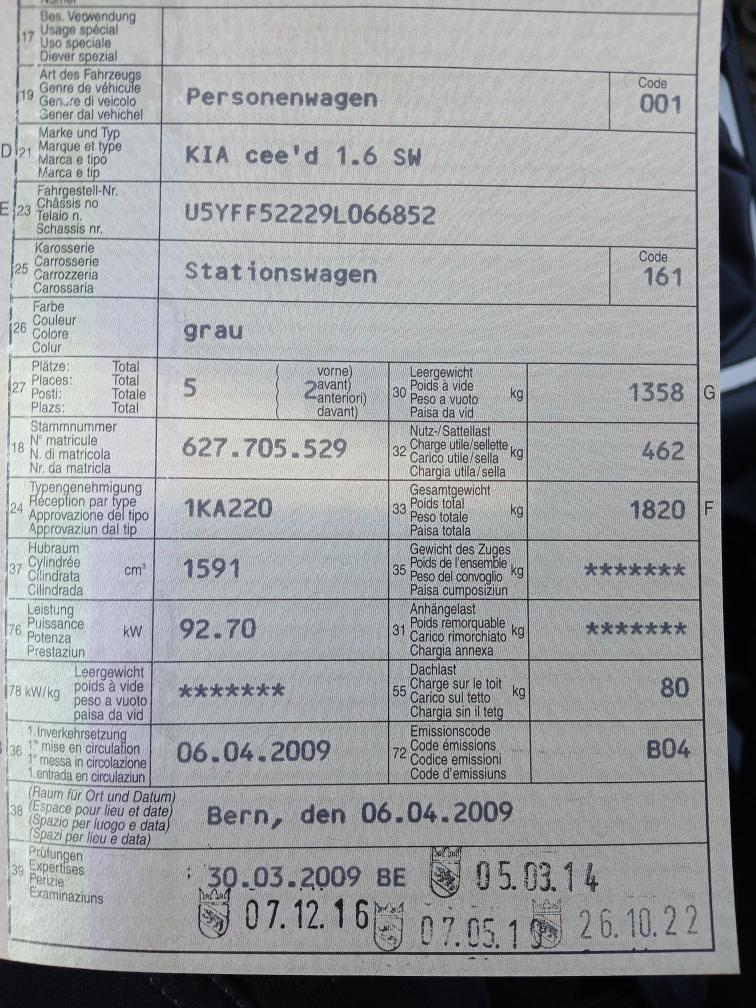 17 Bes. Verwendung
Usage spécial
Uso speciale
Diever spezial
19 Art des Fahrzeugs
Genre de véhicule
Genere di veicolo
Gener dal vehichel
Personenwagen
Code
001
D 21 Marke und Typ
Marque et type
Marca e tipo
Marca e tip
KIA cee'd 1.6 SW
E 23 Fahrgestell-Nr.
Châssis no
Telaio n.
Schassis nr.
U5YFF52229L066852
25 Karosserie
Carrosserie
Carrozzeria
Carossaria
Stationswagen
Code
161
26 Farbe
Couleur
Colore
Colur
grau
27 Plätze: Total
Places: Total
Posti: Totale
Plazs: Total
5
( vorne)
( 2 avant)
( anteriori)
( davant)
30 Leergewicht
Poids à vide kg
Peso a vuoto
Paisa da vid
1358 G
18 Stammnummer
N° matricule
N. di matricola
Nr. da matricla
627.705.529
32 Nutz-/Sattellast
Charge utile/sellette kg
Carico utile/sella
Chargia utila/sella
462
24 Typengenehmigung
Réception par type
Approvazione del tipo
Approvaziun dal tip
1KA220
33 Gesamtgewicht
Poids total kg
Peso totale
Paisa totala
1820 F
37 Hubraum
Cylindrée cm³
Cilindrata
Cilindrada
1591
35 Gewicht des Zuges
Poids de l'ensemble kg
Peso del convoglio
Paisa cumposiziun
*******
76 Leistung
Puissance kW
Potenza
Prestaziun
92.70
31 Anhängelast
Poids remorquable kg
Carico rimorchiato
Chargia annexa
*******
78 kW/kg Leergewicht
poids à vide
peso a vuoto
paisa da vid
*******
55 Dachlast
Charge sur le toit kg
Carico sul tetto
Chargia sin il tetg
80
36 1. Inverkehrsetzung
1re mise en circulation
1a messa in circolazione
1. entrada en circulaziun
06.04.2009
72 Emissionscode
Code émissions
Codice emissioni
Code d'emissiuns
B04
38 (Raum für Ort und Datum)
(Espace pour lieu et date)
(Spazio per luogo e data)
(Spazi per lieu e data)
Bern, den 06.04.2009
39 Prüfungen
Expertises
Perizie
Examinaziuns
: 30.03.2009 BE 05.03.14
07.12.16 07.05.1 26.10.22